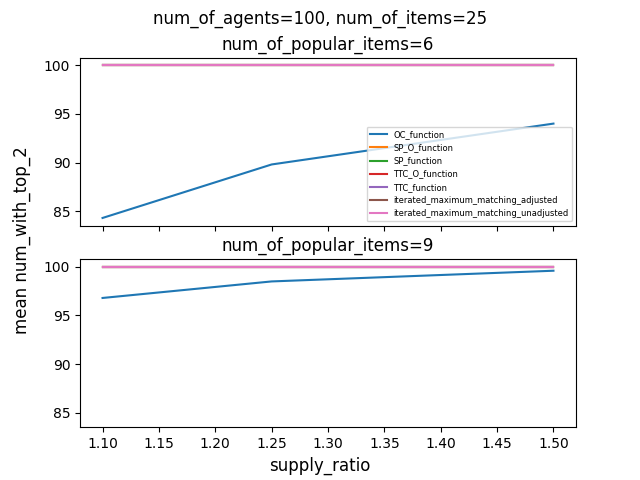 num_of_agents=100, num_of_items=25
num_of_popular_items=6
100
95
90
85
OC_function
SP_O_function
SP_function
TTC_O_function
TTC_function
iterated_maximum_matching_adjusted
iterated_maximum_matching_unadjusted
mean num_with_top_2
num_of_popular_items=9
100
95
90
85
1.10 1.15 1.20 1.25 1.30 1.35 1.40 1.45 1.50
supply_ratio